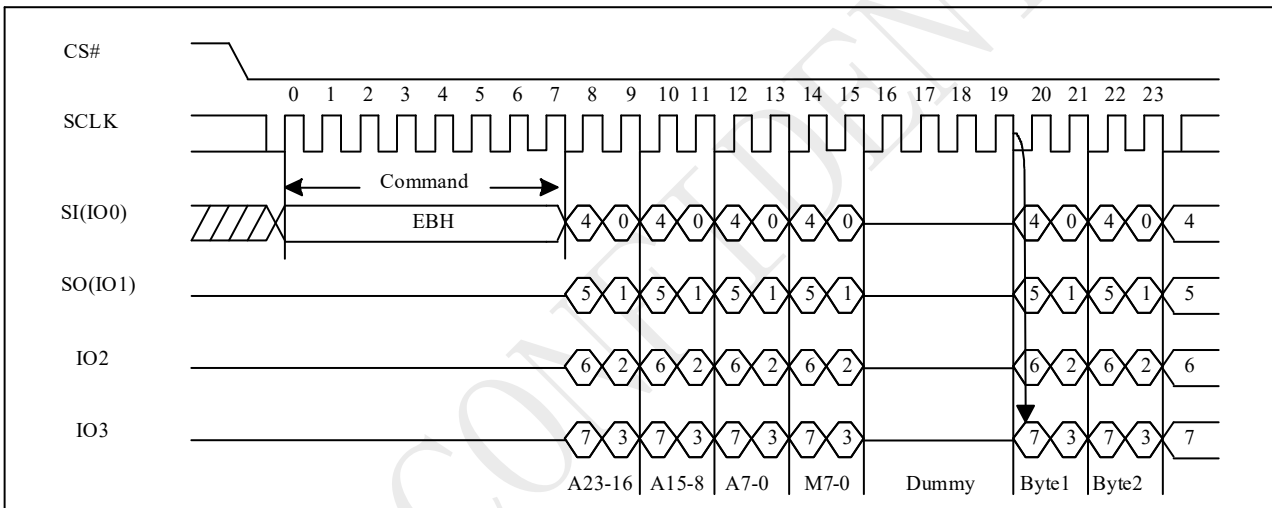 CS#
0 1 2 3 4 5 6 7 8 9 10 11 12 13 14 15 16 17 18 19 20 21 22 23
SCLK
Command
SI(IO0) EBH 4 0 4 0 4 0 4 0 4 0 4 0 4
SO(IO1) 5 1 5 1 5 1 5 1 5 1 5 1 5
IO2 6 2 6 2 6 2 6 2 6 2 6 2 6
IO3 7 3 7 3 7 3 7 3 7 3 7 3 7
A23-16 A15-8 A7-0 M7-0 Dummy Byte1 Byte2
CONFIDENT